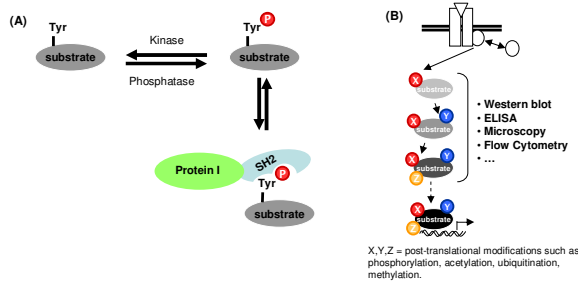 (A)
Tyr
substrate
Kinase
Phosphatase
Tyr
P
substrate
Protein I
SH2
P
Tyr
substrate
(B)
X
substrate
Y
X
substrate
X
Y
substrate
Z
X
Y
substrate
Z
• Western blot
• ELISA
• Microscopy
• Flow Cytometry
• ...
X,Y,Z = post-translational modifications such as
phosphorylation, acetylation, ubiquitination,
methylation.